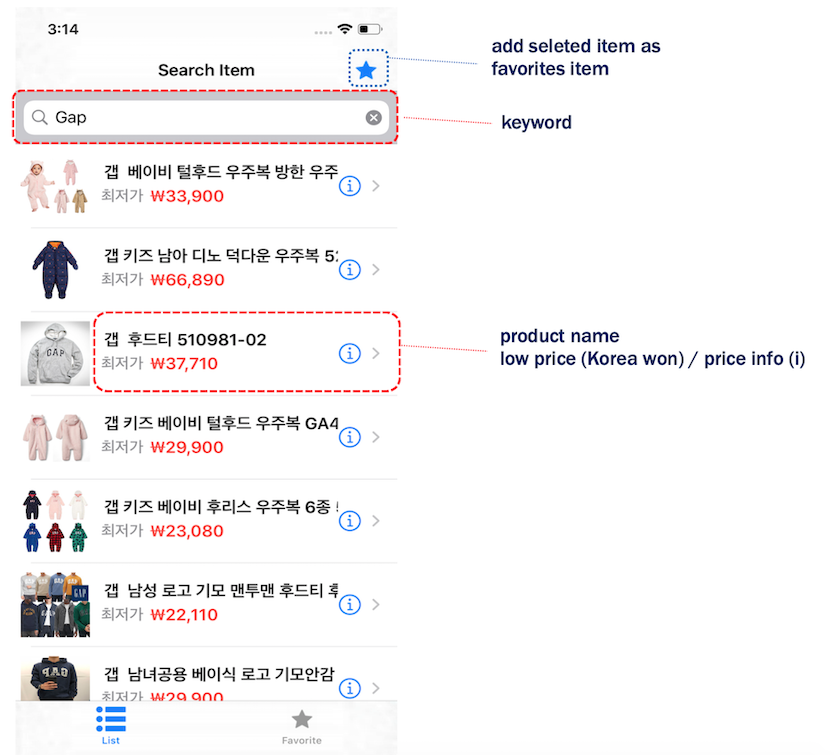 3:14
Search Item
add seleted item as
favorites item
Gap
keyword
갭 베이비 털후드 우주복 방한 우주
최저가 ₩33,900
갭 키즈 남아 디노 덕다운 우주복 52
최저가 ₩66,890
GAP
갭 후드티 510981-02
최저가 ₩37,710
product name
low price (Korea won) / price info (i)
갭 키즈 베이비 털후드 우주복 GA4
최저가 ₩29,900
갭 키즈 베이비 후리스 우주복 6종
최저가 ₩23,080
갭 남성 로고 기모 맨투맨 후드티 후
최저가 ₩22,110
GAP
갭 남녀공용 베이식 로고 기모안감
최저가 ₩29,900
GAP
List
Favorite